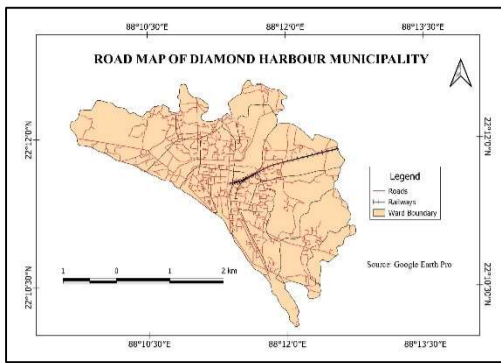 88°10'30"E 88°12'0"E 88°13'30"E
ROAD MAP OF DIAMOND HARBOUR MUNICIPALITY
22°12'0"N 22°12'0"N
Legend
Roads
Railways
Ward Boundary
Source: Google Earth Pro
1 0 1 2 km
22°10'30"N 22°10'30"N
88°10'30"E 88°12'0"E 88°13'30"E